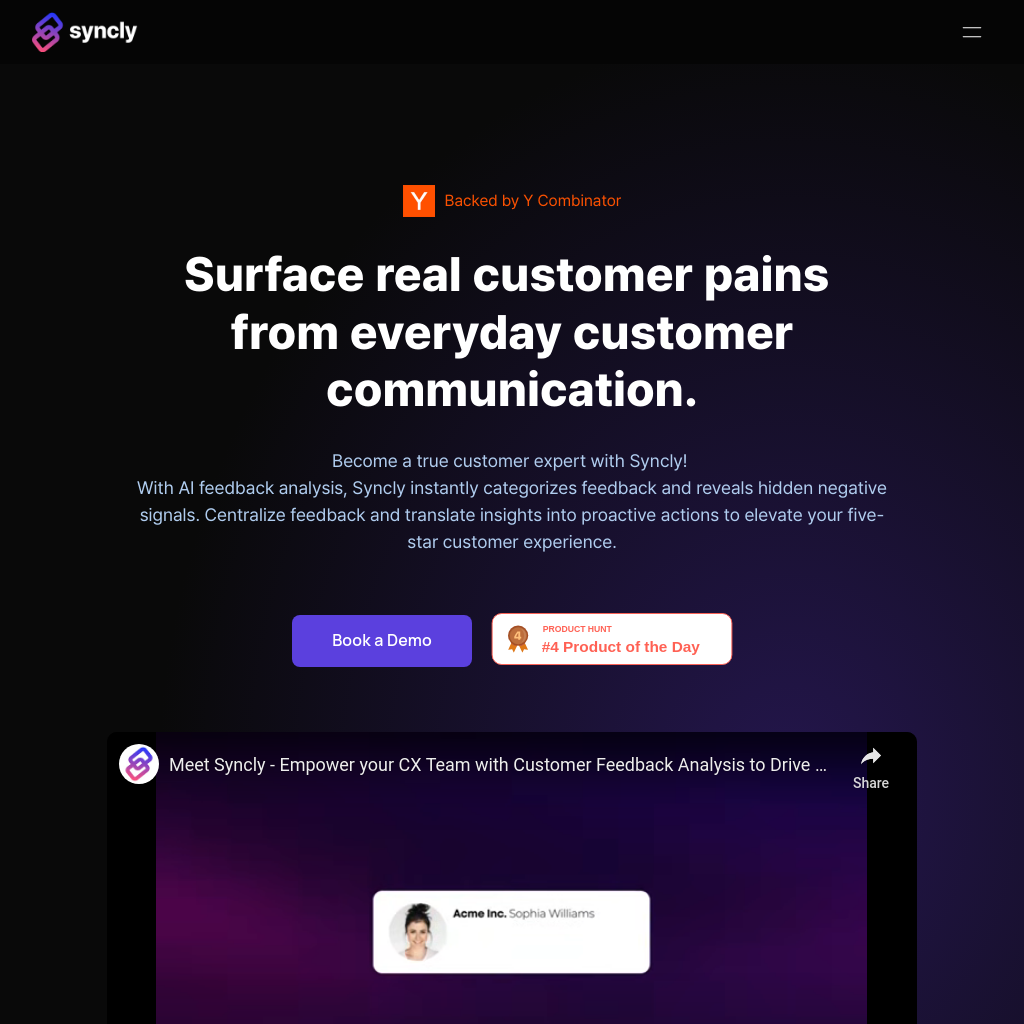 syncly
Y Backed by Y Combinator
Surface real customer pains
from everyday customer
communication.
Become a true customer expert with Syncly!
With AI feedback analysis, Syncly instantly categorizes feedback and reveals hidden negative
signals. Centralize feedback and translate insights into proactive actions to elevate your five-
star customer experience.
Book a Demo
4
PRODUCT HUNT
#4 Product of the Day
Meet Syncly - Empower your CX Team with Customer Feedback Analysis to Drive ...
Share
Acme Inc. Sophia Williams